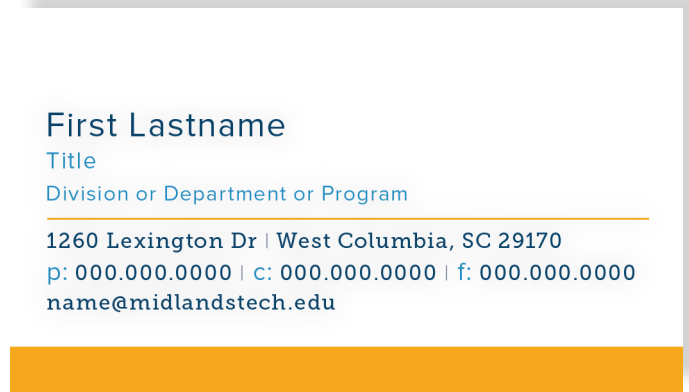 First Lastname
Title
Division or Department or Program
1260 Lexington Dr | West Columbia, SC 29170
p: 000.000.0000 | c: 000.000.0000 | f: 000.000.0000
name@midlandstech.edu